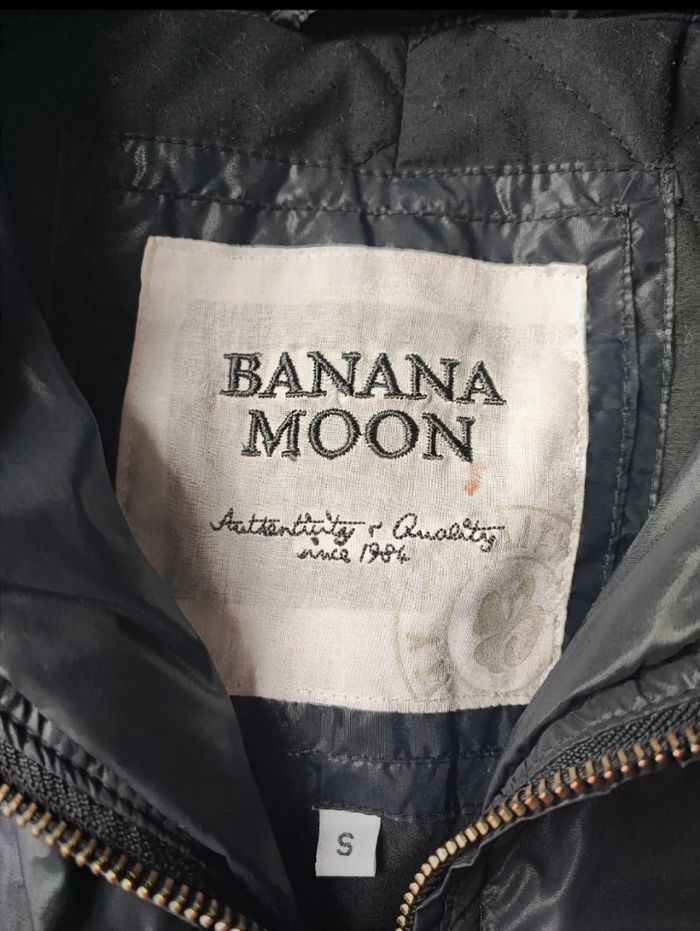 BANANA
MOON
Authenticity & Quality
since 1984
S